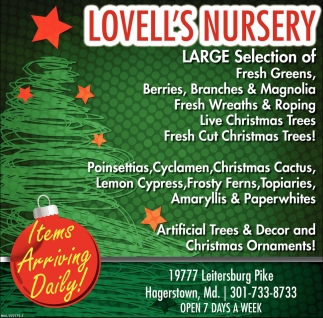 LOVELL'S NURSERY
LARGE Selection of
Fresh Greens,
Berries, Branches & Magnolia
Fresh Wreaths & Roping
Live Christmas Trees
Fresh Cut Christmas Trees!
Poinsettias,Cyclamen,Christmas Cactus,
Lemon Cypress,Frosty Ferns,Topiaries,
Amaryllis & Paperwhites
Artificial Trees & Decor and
Christmas Ornaments!
Items
Arriving
Daily!
19777 Leitersburg Pike
Hagerstown, Md. | 301-733-8733
OPEN 7 DAYS A WEEK